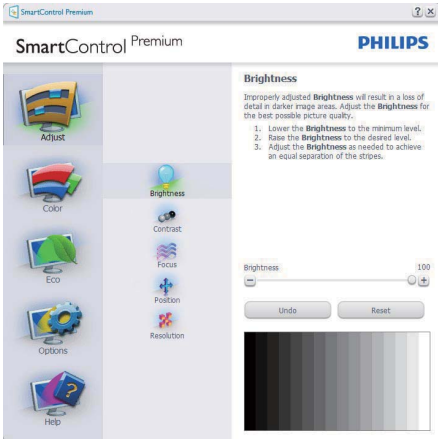 SmartControl Premium
SmartControl Premium
PHILIPS
Adjust
Color
Eco
Options
Help
Brightness
Contrast
Focus
Position
Resolution
Brightness
Improperly adjusted Brightness will result in a loss of
detail in darker image areas. Adjust the Brightness for
the best possible picture quality.
1. Lower the Brightness to the minimum level.
2. Raise the Brightness to the desired level.
3. Adjust the Brightness as needed to achieve
an equal separation of the stripes.
Brightness 100
Undo Reset